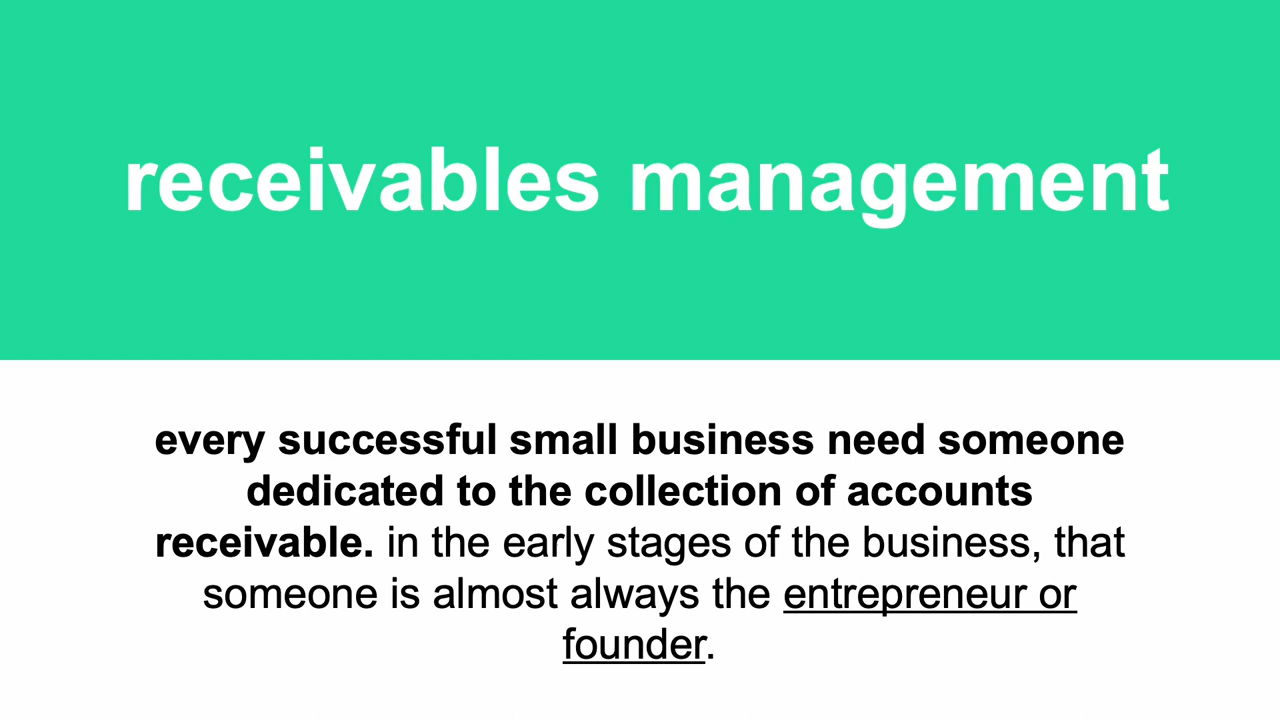 receivables management
every successful small business need someone
dedicated to the collection of accounts
receivable. in the early stages of the business, that
someone is almost always the entrepreneur or
founder.